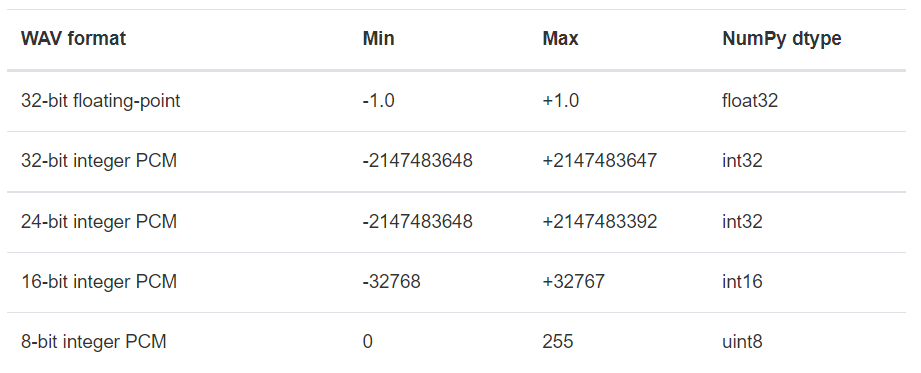 WAV format Min Max NumPy dtype
32-bit floating-point -1.0 +1.0 float32
32-bit integer PCM -2147483648 +2147483647 int32
24-bit integer PCM -2147483648 +2147483392 int32
16-bit integer PCM -32768 +32767 int16
8-bit integer PCM 0 255 uint8